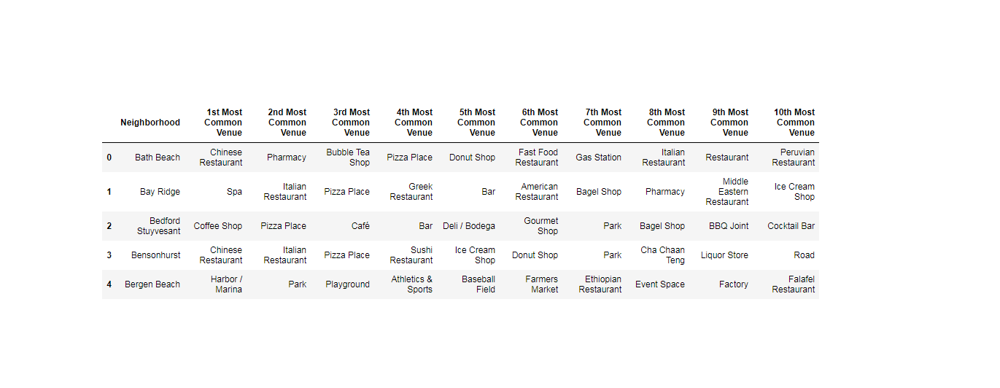 Neighborhood 1st Most Common Venue 2nd Most Common Venue 3rd Most Common Venue 4th Most Common Venue 5th Most Common Venue 6th Most Common Venue 7th Most Common Venue 8th Most Common Venue 9th Most Common Venue 10th Most Common Venue
0 Bath Beach Chinese Restaurant Pharmacy Bubble Tea Shop Pizza Place Donut Shop Fast Food Restaurant Gas Station Italian Restaurant Restaurant Peruvian Restaurant
1 Bay Ridge Spa Italian Restaurant Pizza Place Greek Restaurant Bar American Restaurant Bagel Shop Pharmacy Middle Eastern Restaurant Ice Cream Shop
2 Bedford Stuyvesant Coffee Shop Pizza Place Café Bar Deli / Bodega Gourmet Shop Park Bagel Shop BBQ Joint Cocktail Bar
3 Bensonhurst Chinese Restaurant Italian Restaurant Pizza Place Sushi Restaurant Ice Cream Shop Donut Shop Park Cha Chaan Teng Liquor Store Road
4 Bergen Beach Harbor / Marina Park Playground Athletics & Sports Baseball Field Farmers Market Ethiopian Restaurant Event Space Factory Falafel Restaurant